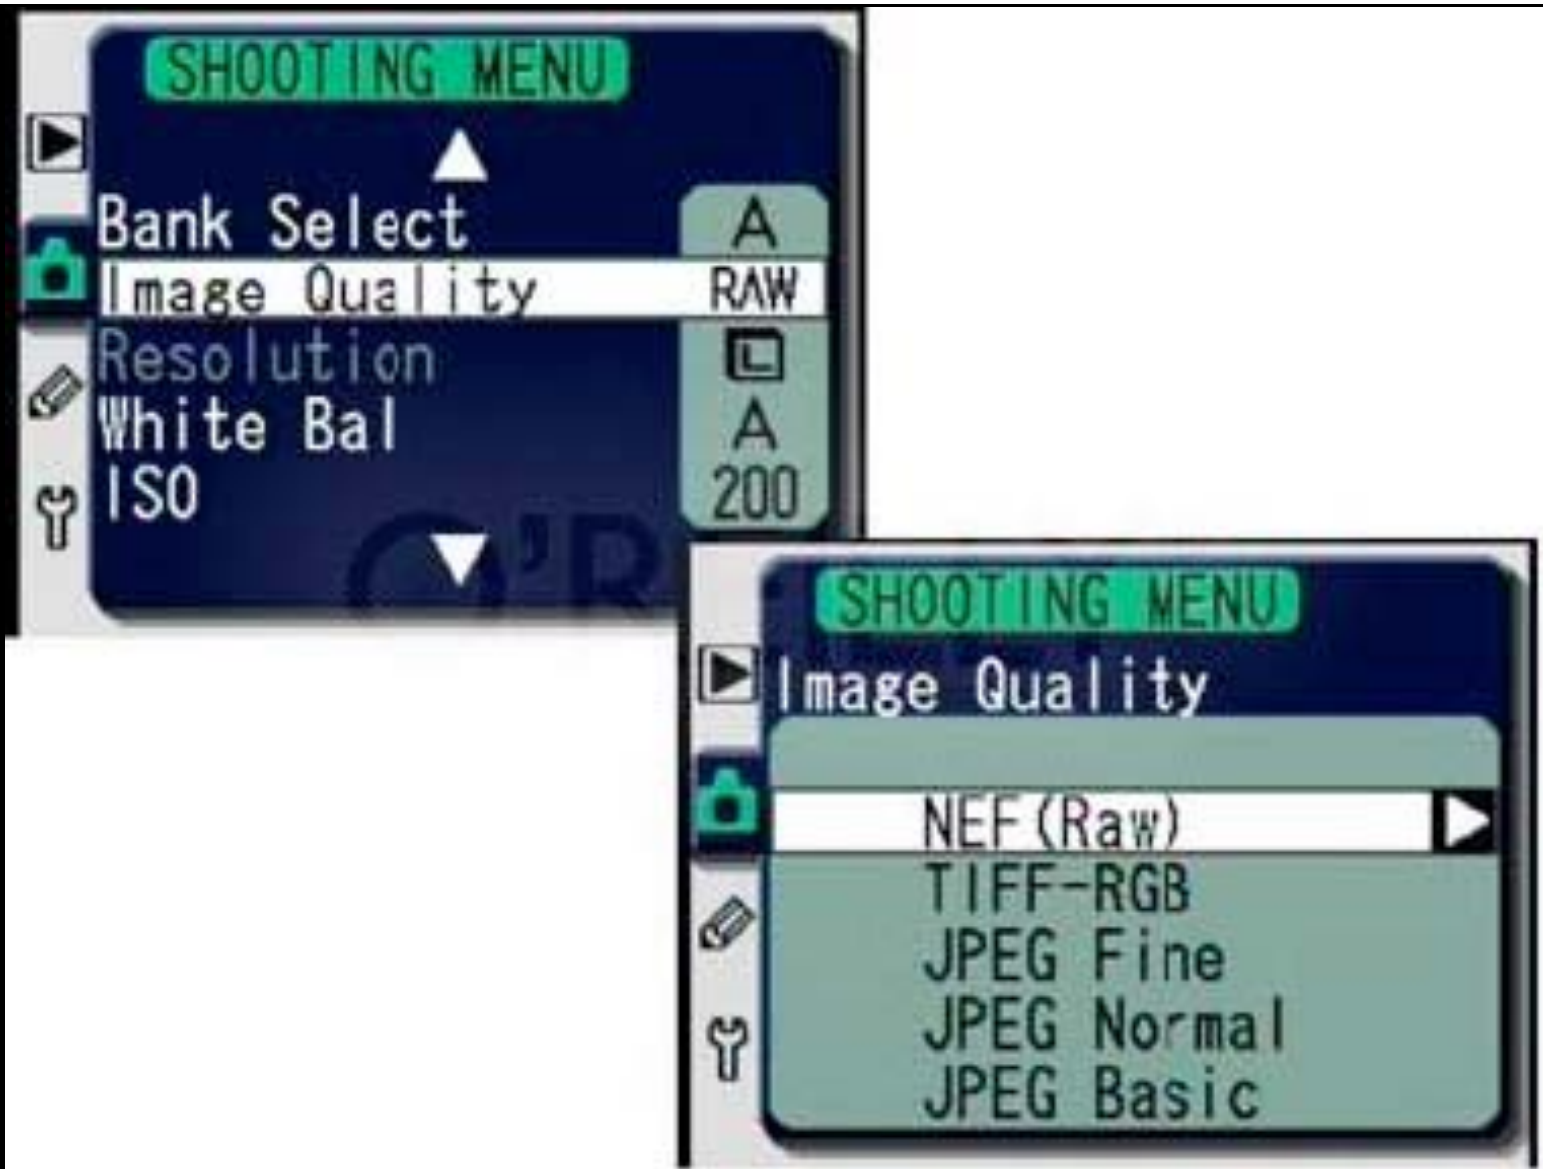 SHOOTING MENU
Bank Select A
Image Quality RAW
Resolution L
White Bal A
ISO 200
O'R
SHOOTING MENU
Image Quality
NEF(Raw)
TIFF-RGB
JPEG Fine
JPEG Normal
JPEG Basic